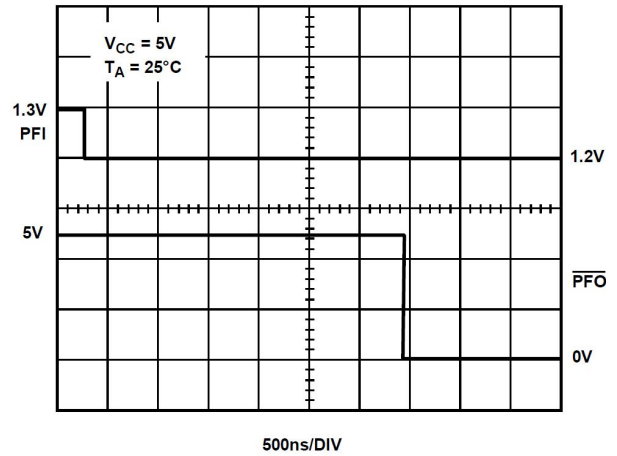 VCC = 5V
TA = 25°C
1.3V
PFI
1.2V
5V
PFO
0V
500ns/DIV